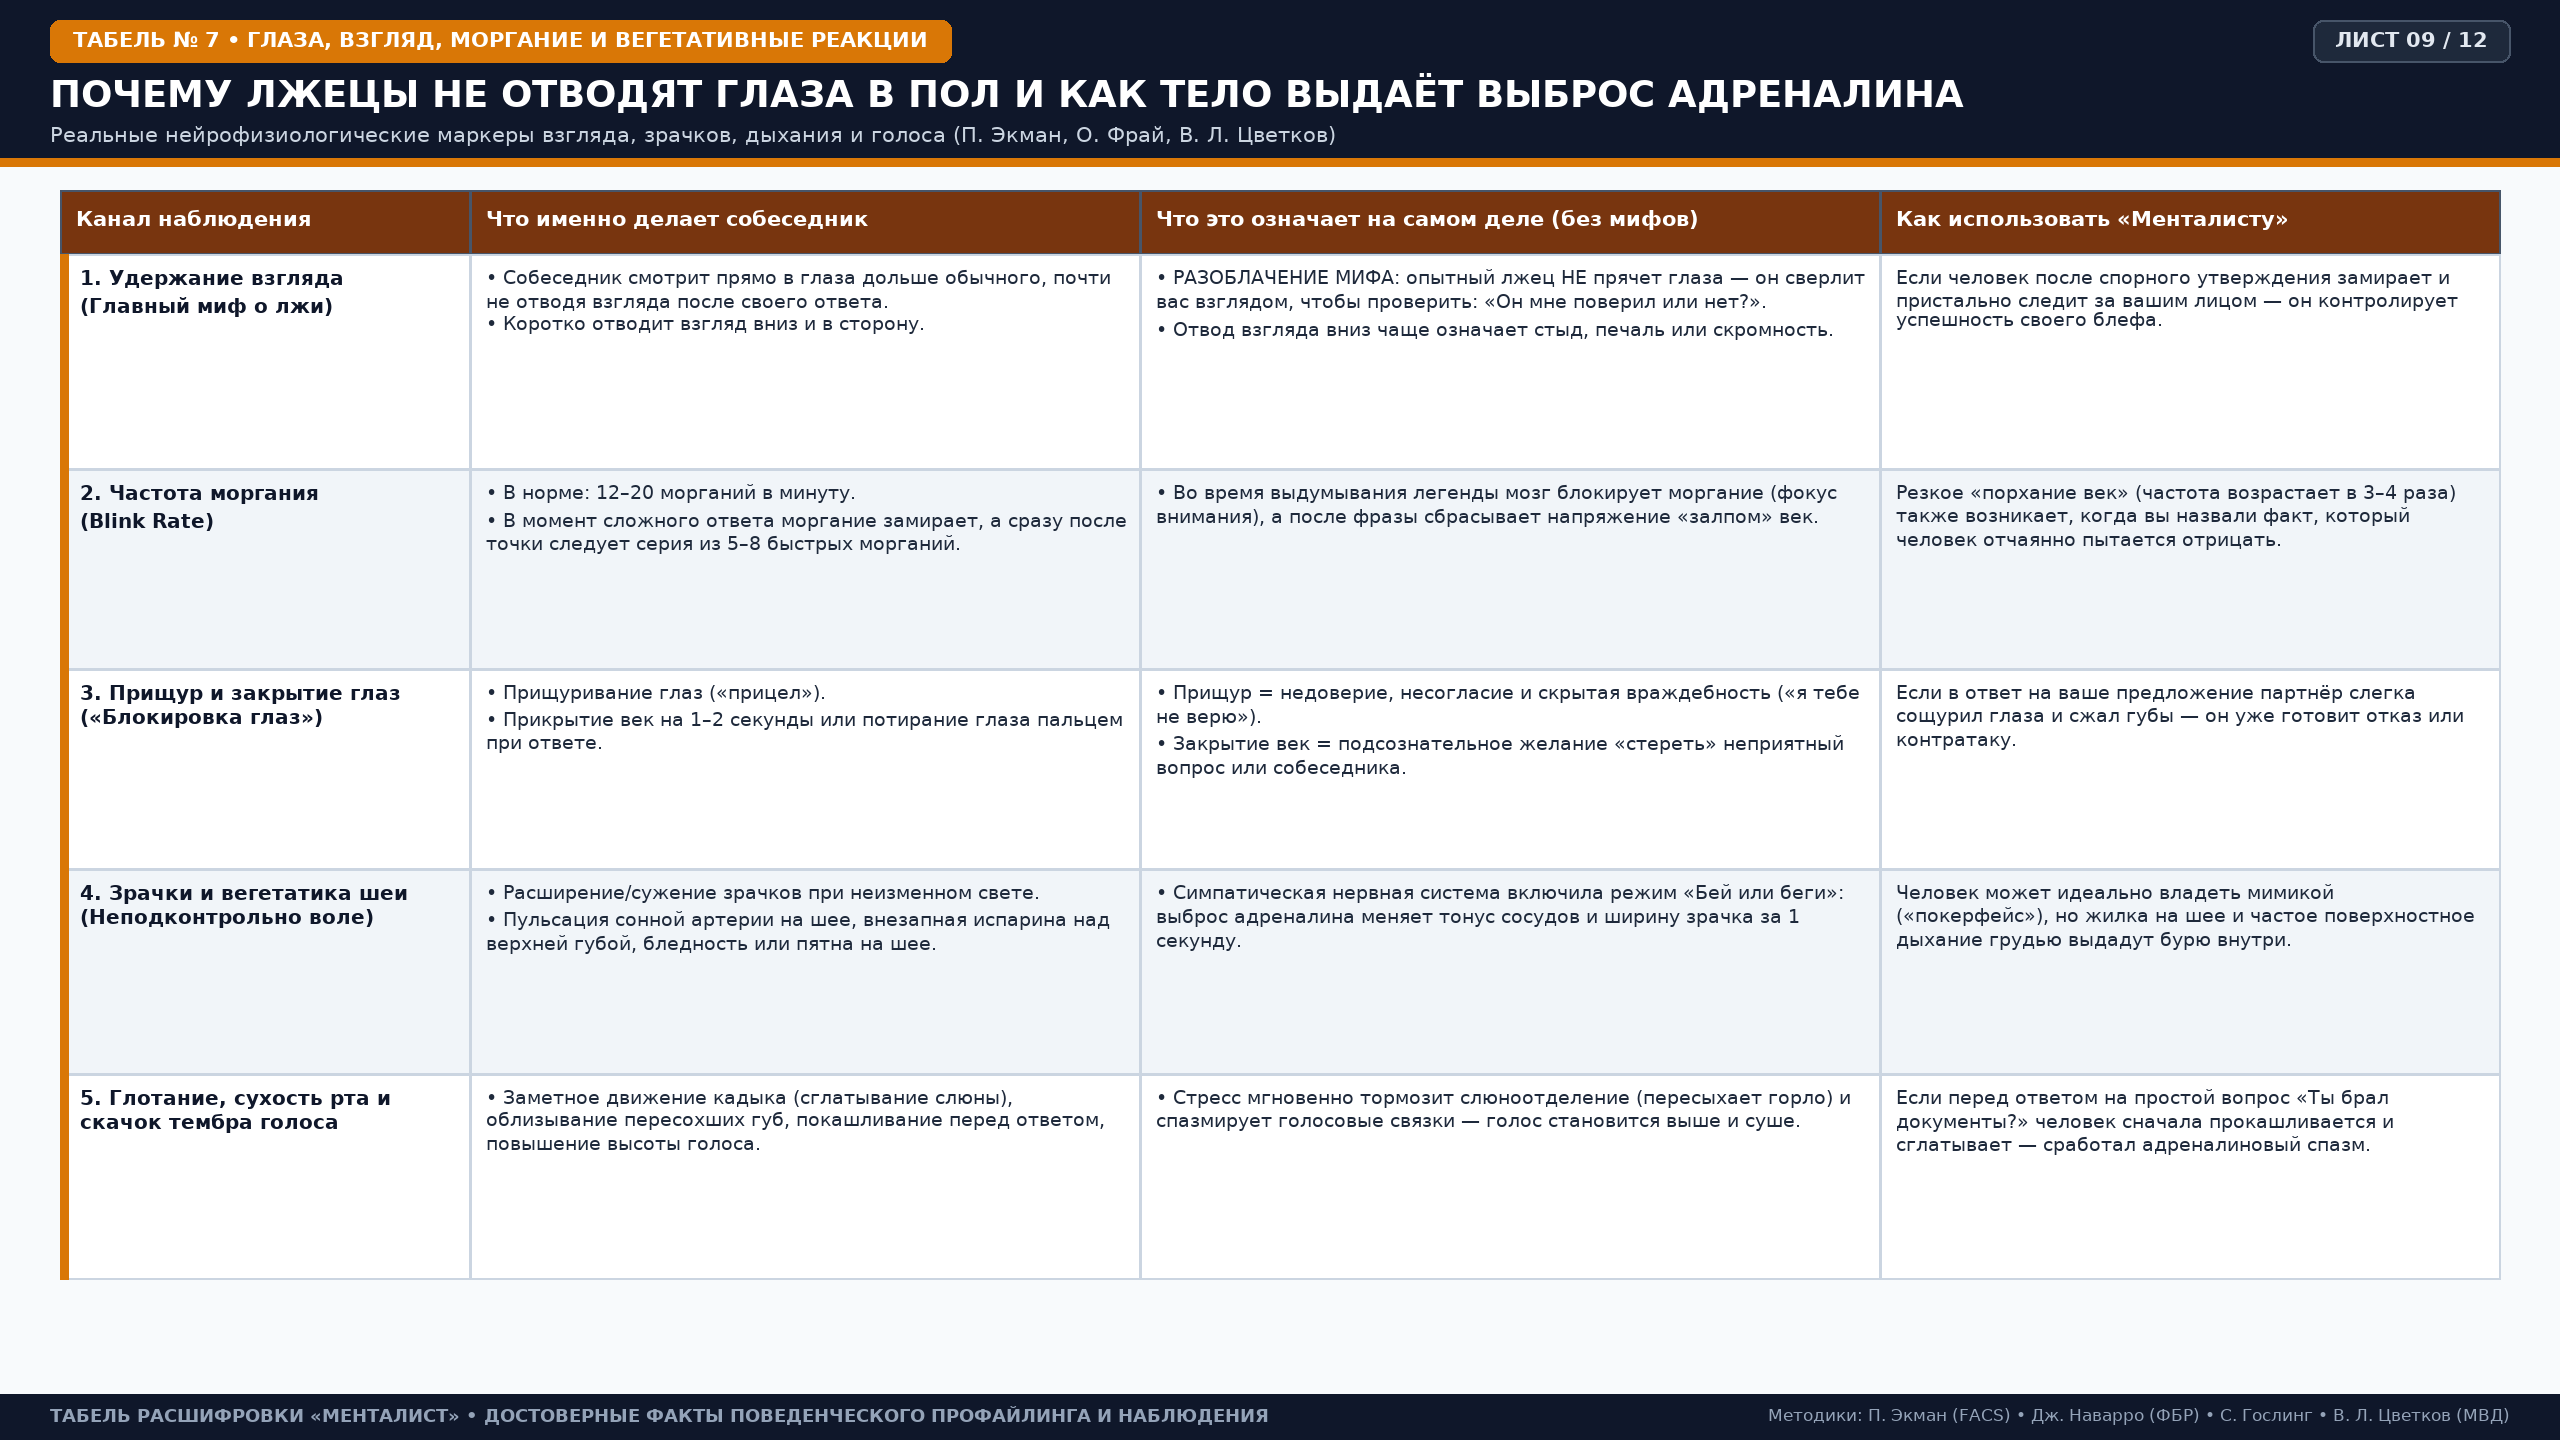 ТАБЕЛЬ № 7 • ГЛАЗА, ВЗГЛЯД, МОРГАНИЕ И ВЕГЕТАТИВНЫЕ РЕАКЦИИ
ЛИСТ 09 / 12
ПОЧЕМУ ЛЖЕЦЫ НЕ ОТВОДЯТ ГЛАЗА В ПОЛ И КАК ТЕЛО ВЫДАЁТ ВЫБРОС АДРЕНАЛИНА
Реальные нейрофизиологические маркеры взгляда, зрачков, дыхания и голоса (П. Экман, О. Фрай, В. Л. Цветков)
Канал наблюдения
Что именно делает собеседник
Что это означает на самом деле (без мифов)
Как использовать «Менталисту»
1. Удержание взгляда
(Главный миф о лжи)
• Собеседник смотрит прямо в глаза дольше обычного, почти
не отводя взгляда после своего ответа.
• Коротко отводит взгляд вниз и в сторону.
• РАЗОБЛАЧЕНИЕ МИФА: опытный лжец НЕ прячет глаза — он сверлит
вас взглядом, чтобы проверить: «Он мне поверил или нет?».
• Отвод взгляда вниз чаще означает стыд, печаль или скромность.
Если человек после спорного утверждения замирает и
пристально следит за вашим лицом — он контролирует
успешность своего блефа.
2. Частота моргания
(Blink Rate)
• В норме: 12–20 морганий в минуту.
• В момент сложного ответа моргание замирает, а сразу после
точки следует серия из 5–8 быстрых морганий.
• Во время выдумывания легенды мозг блокирует моргание (фокус
внимания), а после фразы сбрасывает напряжение «залпом» век.
Резкое «порхание век» (частота возрастает в 3–4 раза)
также возникает, когда вы назвали факт, который
человек отчаянно пытается отрицать.
3. Прищур и закрытие глаз
(«Блокировка глаз»)
• Прищуривание глаз («прицел»).
• Прикрытие век на 1–2 секунды или потирание глаза пальцем
при ответе.
• Прищур = недоверие, несогласие и скрытая враждебность («я тебе
не верю»).
• Закрытие век = подсознательное желание «стереть» неприятный
вопрос или собеседника.
Если в ответ на ваше предложение партнёр слегка
сощурил глаза и сжал губы — он уже готовит отказ или
контратаку.
4. Зрачки и вегетатика шеи
(Неподконтрольно воле)
• Расширение/сужение зрачков при неизменном свете.
• Пульсация сонной артерии на шее, внезапная испарина над
верхней губой, бледность или пятна на шее.
• Симпатическая нервная система включила режим «Бей или беги»:
выброс адреналина меняет тонус сосудов и ширину зрачка за 1
секунду.
Человек может идеально владеть мимикой
(«покерфейс»), но жилка на шее и частое поверхностное
дыхание грудью выдадут бурю внутри.
5. Глотание, сухость рта и
скачок тембра голоса
• Заметное движение кадыка (сглатывание слюны),
облизывание пересохших губ, покашливание перед ответом,
повышение высоты голоса.
• Стресс мгновенно тормозит слюноотделение (пересыхает горло) и
спазмирует голосовые связки — голос становится выше и суше.
Если перед ответом на простой вопрос «Ты брал
документы?» человек сначала прокашливается и
сглатывает — сработал адреналиновый спазм.
ТАБЕЛЬ РАСШИФРОВКИ «МЕНТАЛИСТ» • ДОСТОВЕРНЫЕ ФАКТЫ ПОВЕДЕНЧЕСКОГО ПРОФАЙЛИНГА И НАБЛЮДЕНИЯ
Методики: П. Экман (FACS) • Дж. Наварро (ФБР) • С. Гослинг • В. Л. Цветков (МВД)